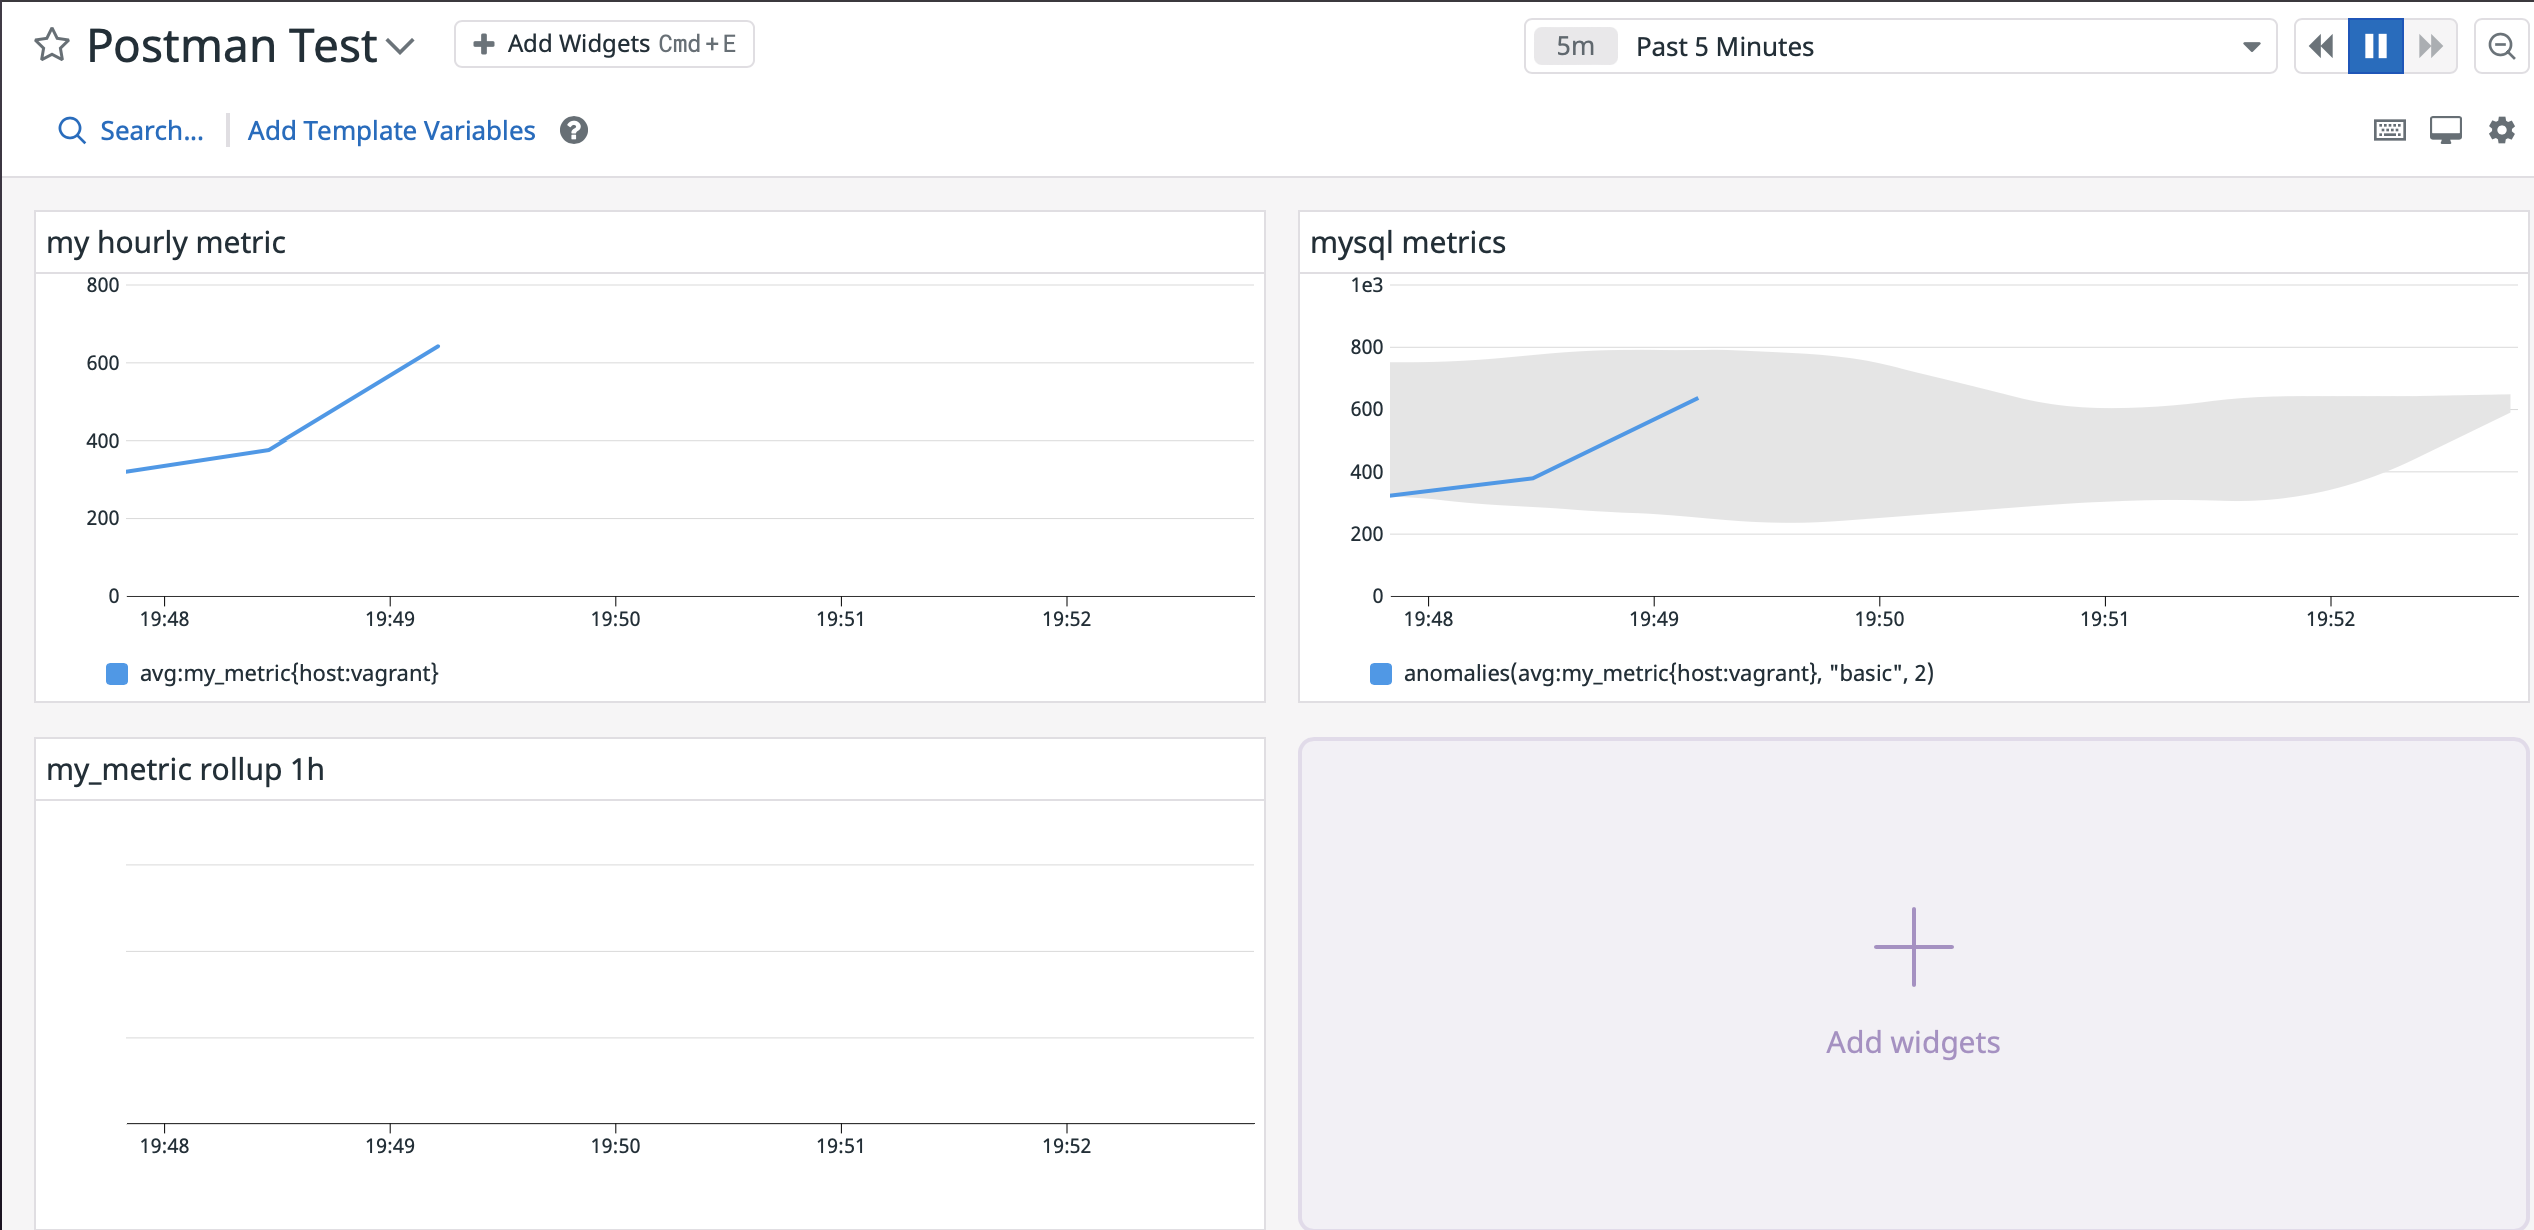 Postman Test
Add Widgets Cmd+E
5m Past 5 Minutes
Search...
Add Template Variables
?
my hourly metric
800
600
400
200
0
19:48 19:49 19:50 19:51 19:52
avg:my_metric{host:vagrant}
mysql metrics
1e3
800
600
400
200
0
19:48 19:49 19:50 19:51 19:52
anomalies(avg:my_metric{host:vagrant}, "basic", 2)
my_metric rollup 1h
19:48 19:49 19:50 19:51 19:52
Add widgets